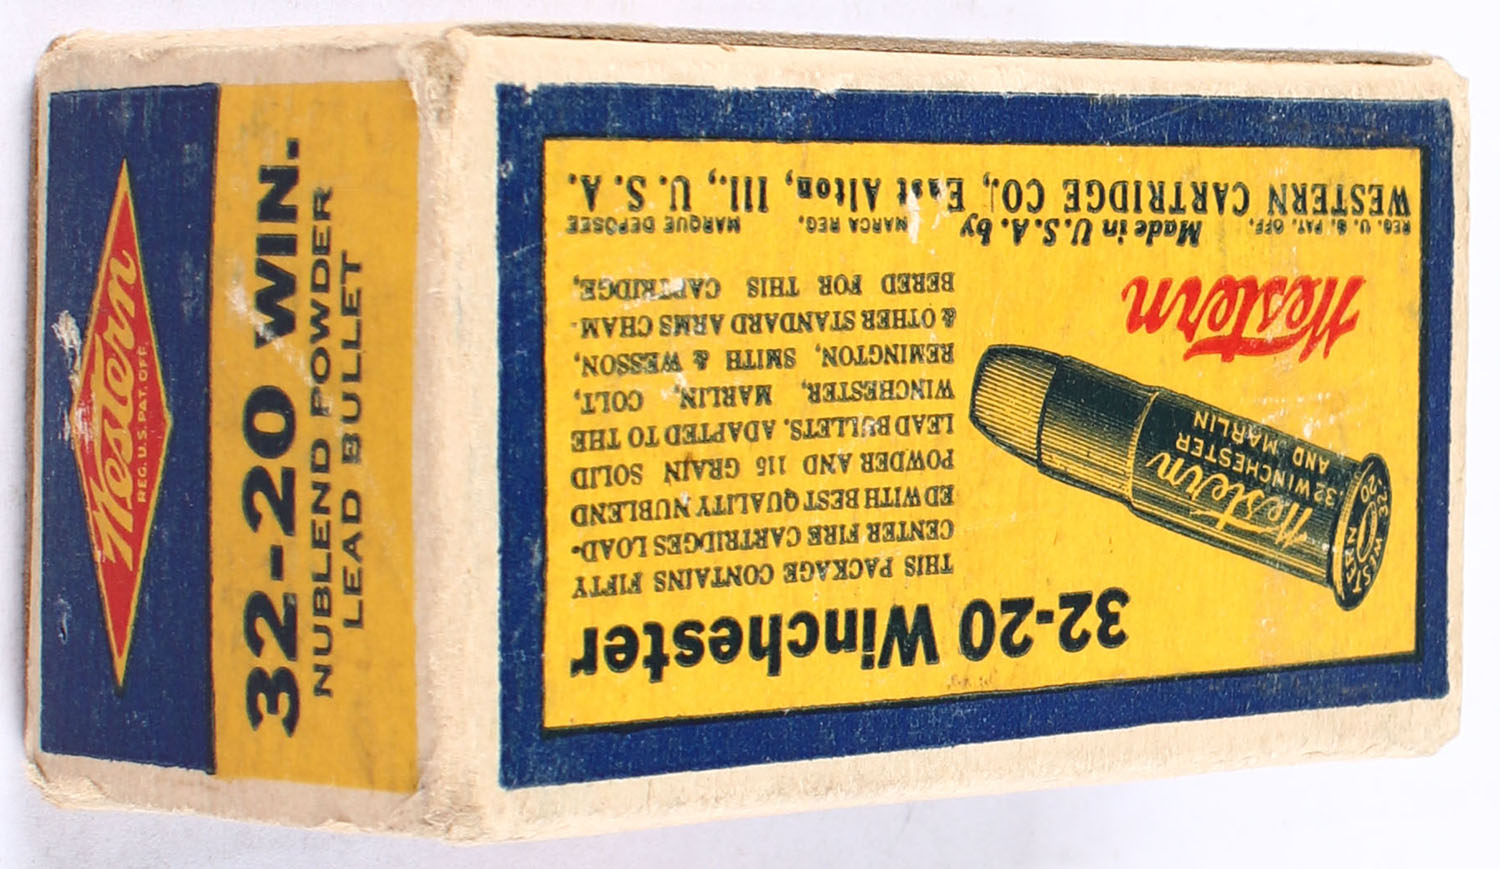 Western
REG. U.S. PAT. OFF.
32-20 WIN.
NUBLEND POWDER
LEAD BULLET
32-20 Winchester
THIS PACKAGE CONTAINS FIFTY
CENTER FIRE CARTRIDGES LOAD-
ED WITH BEST QUALITY NUBLEND
POWDER AND 115 GRAIN SOLID
LEAD BULLETS. ADAPTED TO THE
WINCHESTER, MARLIN, COLT,
REMINGTON, SMITH & WESSON,
& OTHER STANDARD ARMS CHAM-
BERED FOR THIS CARTRIDGE.
WESTERN
32-20
Western
.32 WINCHESTER
AND MARLIN
Western
REG. U. S. PAT. OFF. Made in U.S.A. by MARCA REG. MARQUE DEPOSEE
WESTERN CARTRIDGE CO., East Alton, Ill., U. S. A.